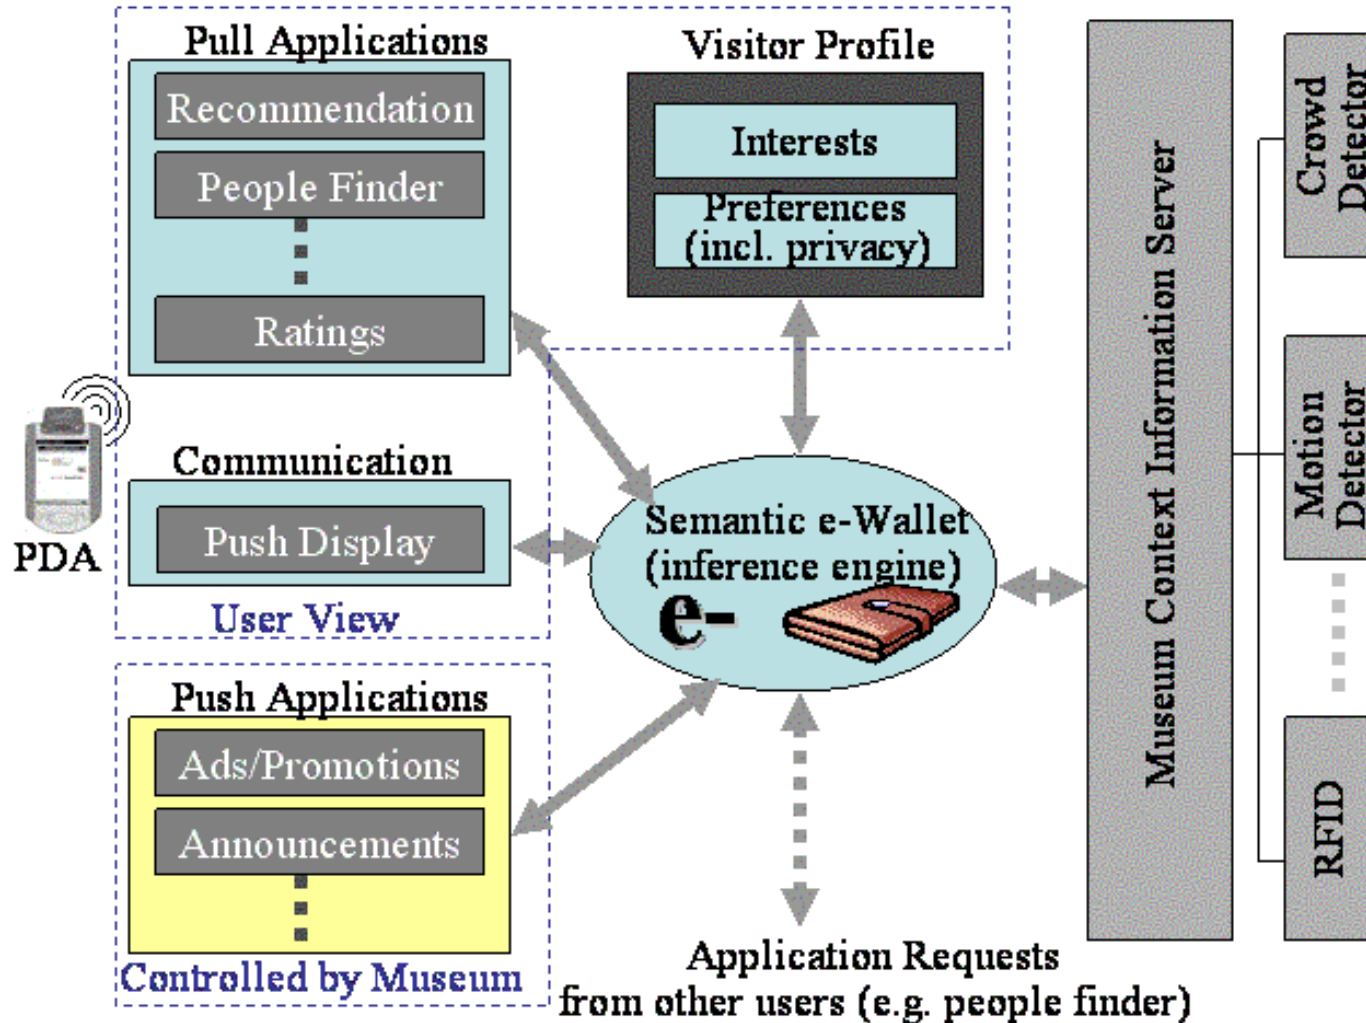 Pull Applications
Recommendation
People Finder
Ratings
Visitor Profile
Interests
Preferences
(incl. privacy)
PDA
Communication
Push Display
User View
Semantic e-Wallet
(inference engine)
e-
Push Applications
Ads/Promotions
Announcements
Controlled by Museum
Application Requests
from other users (e.g. people finder)
Museum Context Information Server
Crowd
Detector
Motion
Detector
RFID